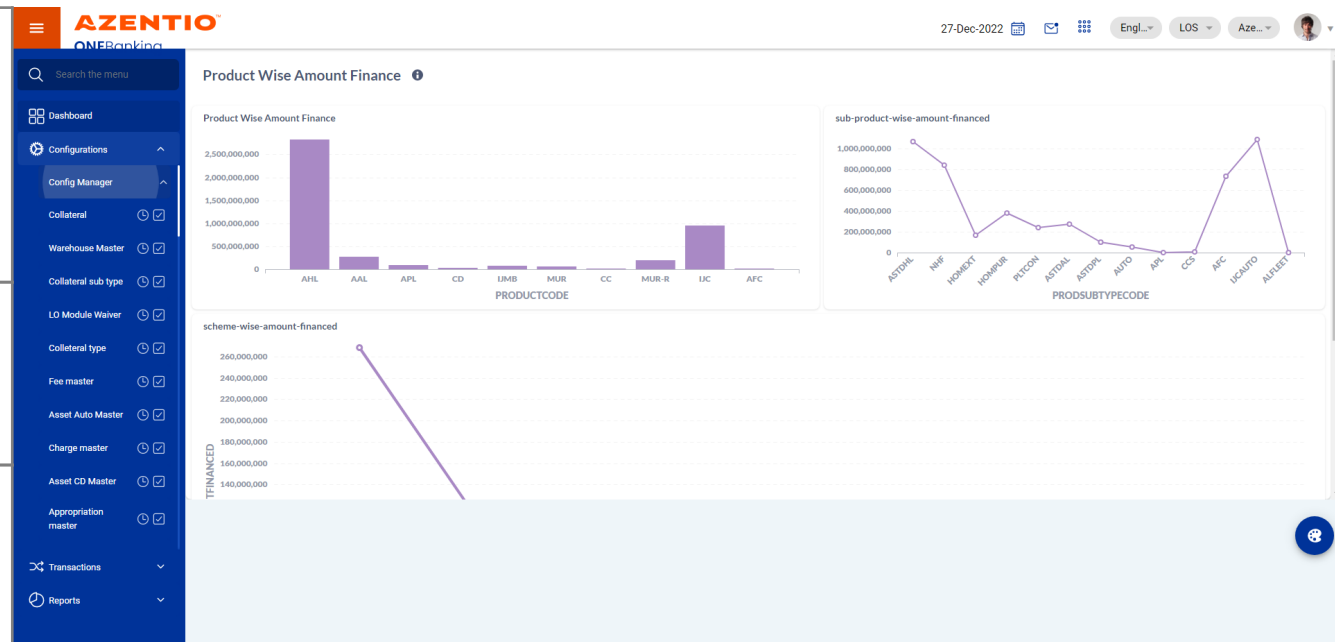 AZENTIO
ONEBanking
27-Dec-2022
Engl...
LOS
Aze...
Search the menu
Dashboard
Configurations
Config Manager
Collateral
Warehouse Master
Collateral sub type
LO Module Waiver
Colleteral type
Fee master
Asset Auto Master
Charge master
Asset CD Master
Appropriation
master
Transactions
Reports
Product Wise Amount Finance
Product Wise Amount Finance
2,500,000,000
2,000,000,000
1,500,000,000
1,000,000,000
500,000,000
0
AHL AAL APL CD IJMB MUR CC MUR-R IJC AFC
PRODUCTCODE
sub-product-wise-amount-financed
1,000,000,000
800,000,000
600,000,000
400,000,000
200,000,000
0
ASTDHL NHF HOMEXT HOMPUR PLTCON ASTDAL ASTDPL AUTO APL CCS AFC IJCAUTO ALFLEET
PRODSUBTYPECODE
scheme-wise-amount-financed
260,000,000
240,000,000
220,000,000
200,000,000
180,000,000
160,000,000
140,000,000
TFINANCED